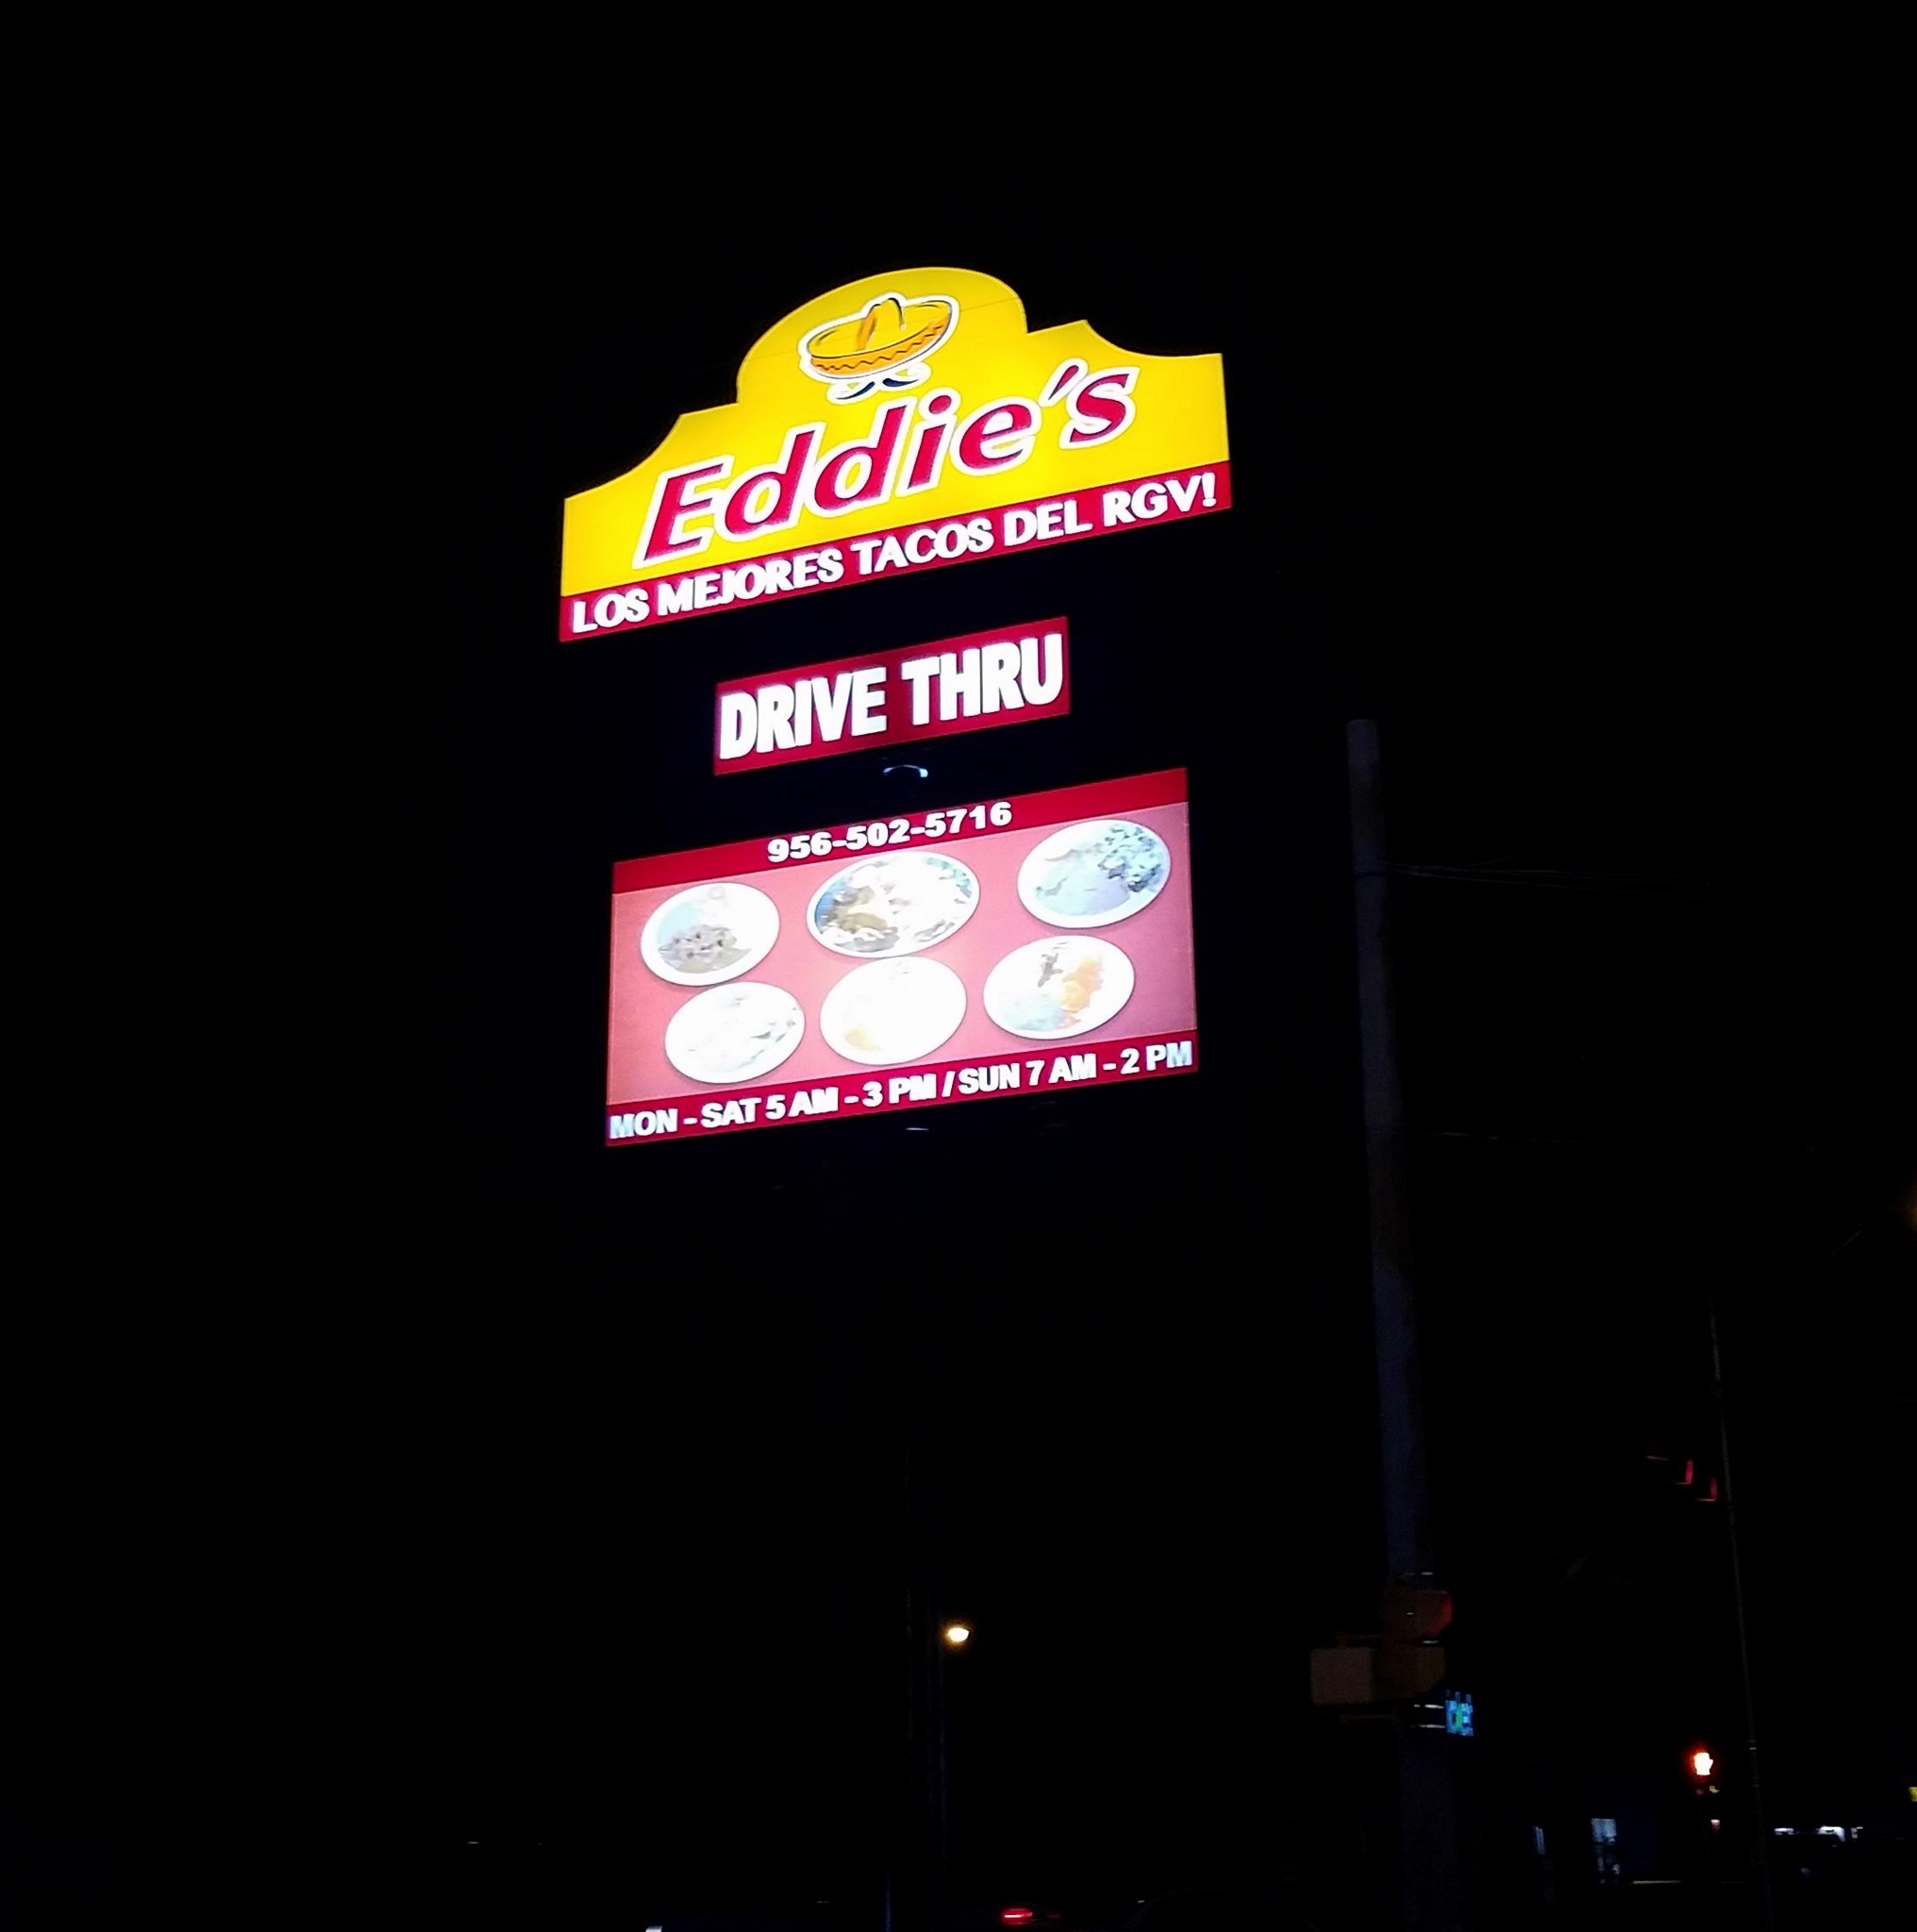 Eddie's
LOS MEJORES TACOS DEL RGV!
DRIVE THRU
956-502-5716
MON - SAT 5 AM - 3 PM / SUN 7 AM - 2 PM